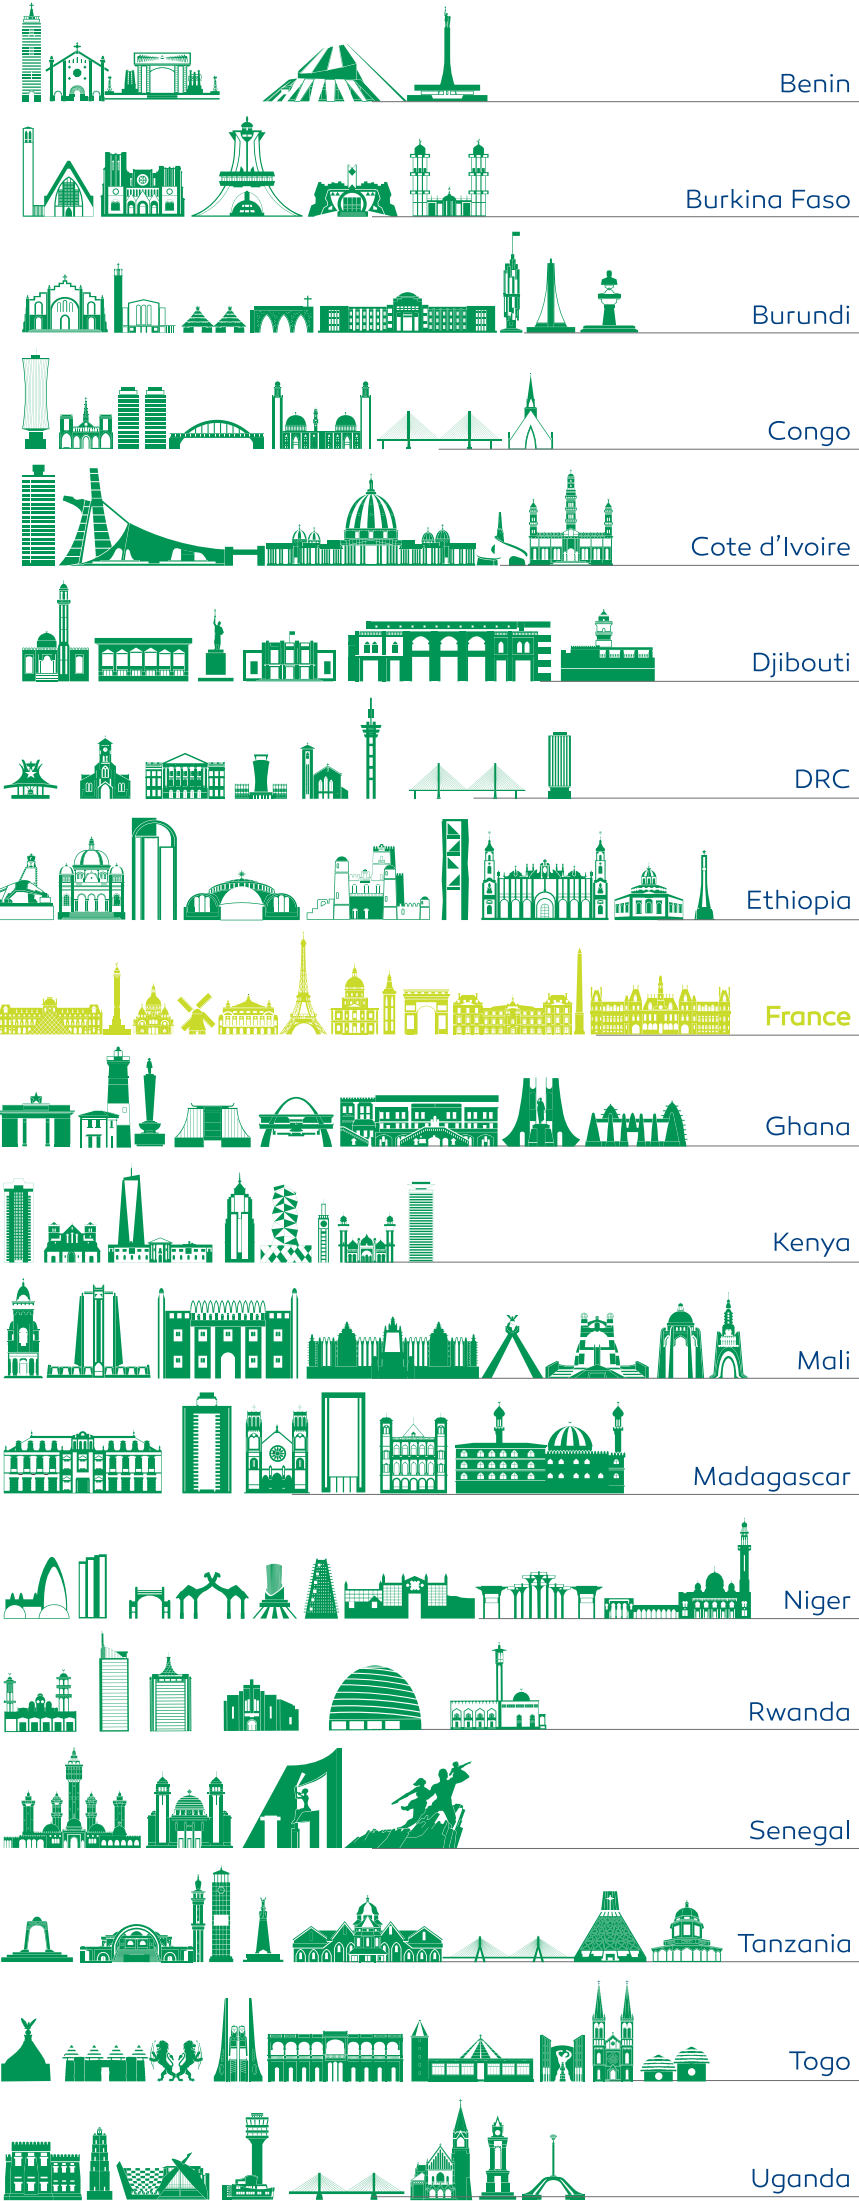 Benin
Burkina Faso
Burundi
Congo
Cote d’Ivoire
Djibouti
DRC
Ethiopia
France
Ghana
Kenya
Mali
Madagascar
Niger
Rwanda
Senegal
Tanzania
Togo
Uganda